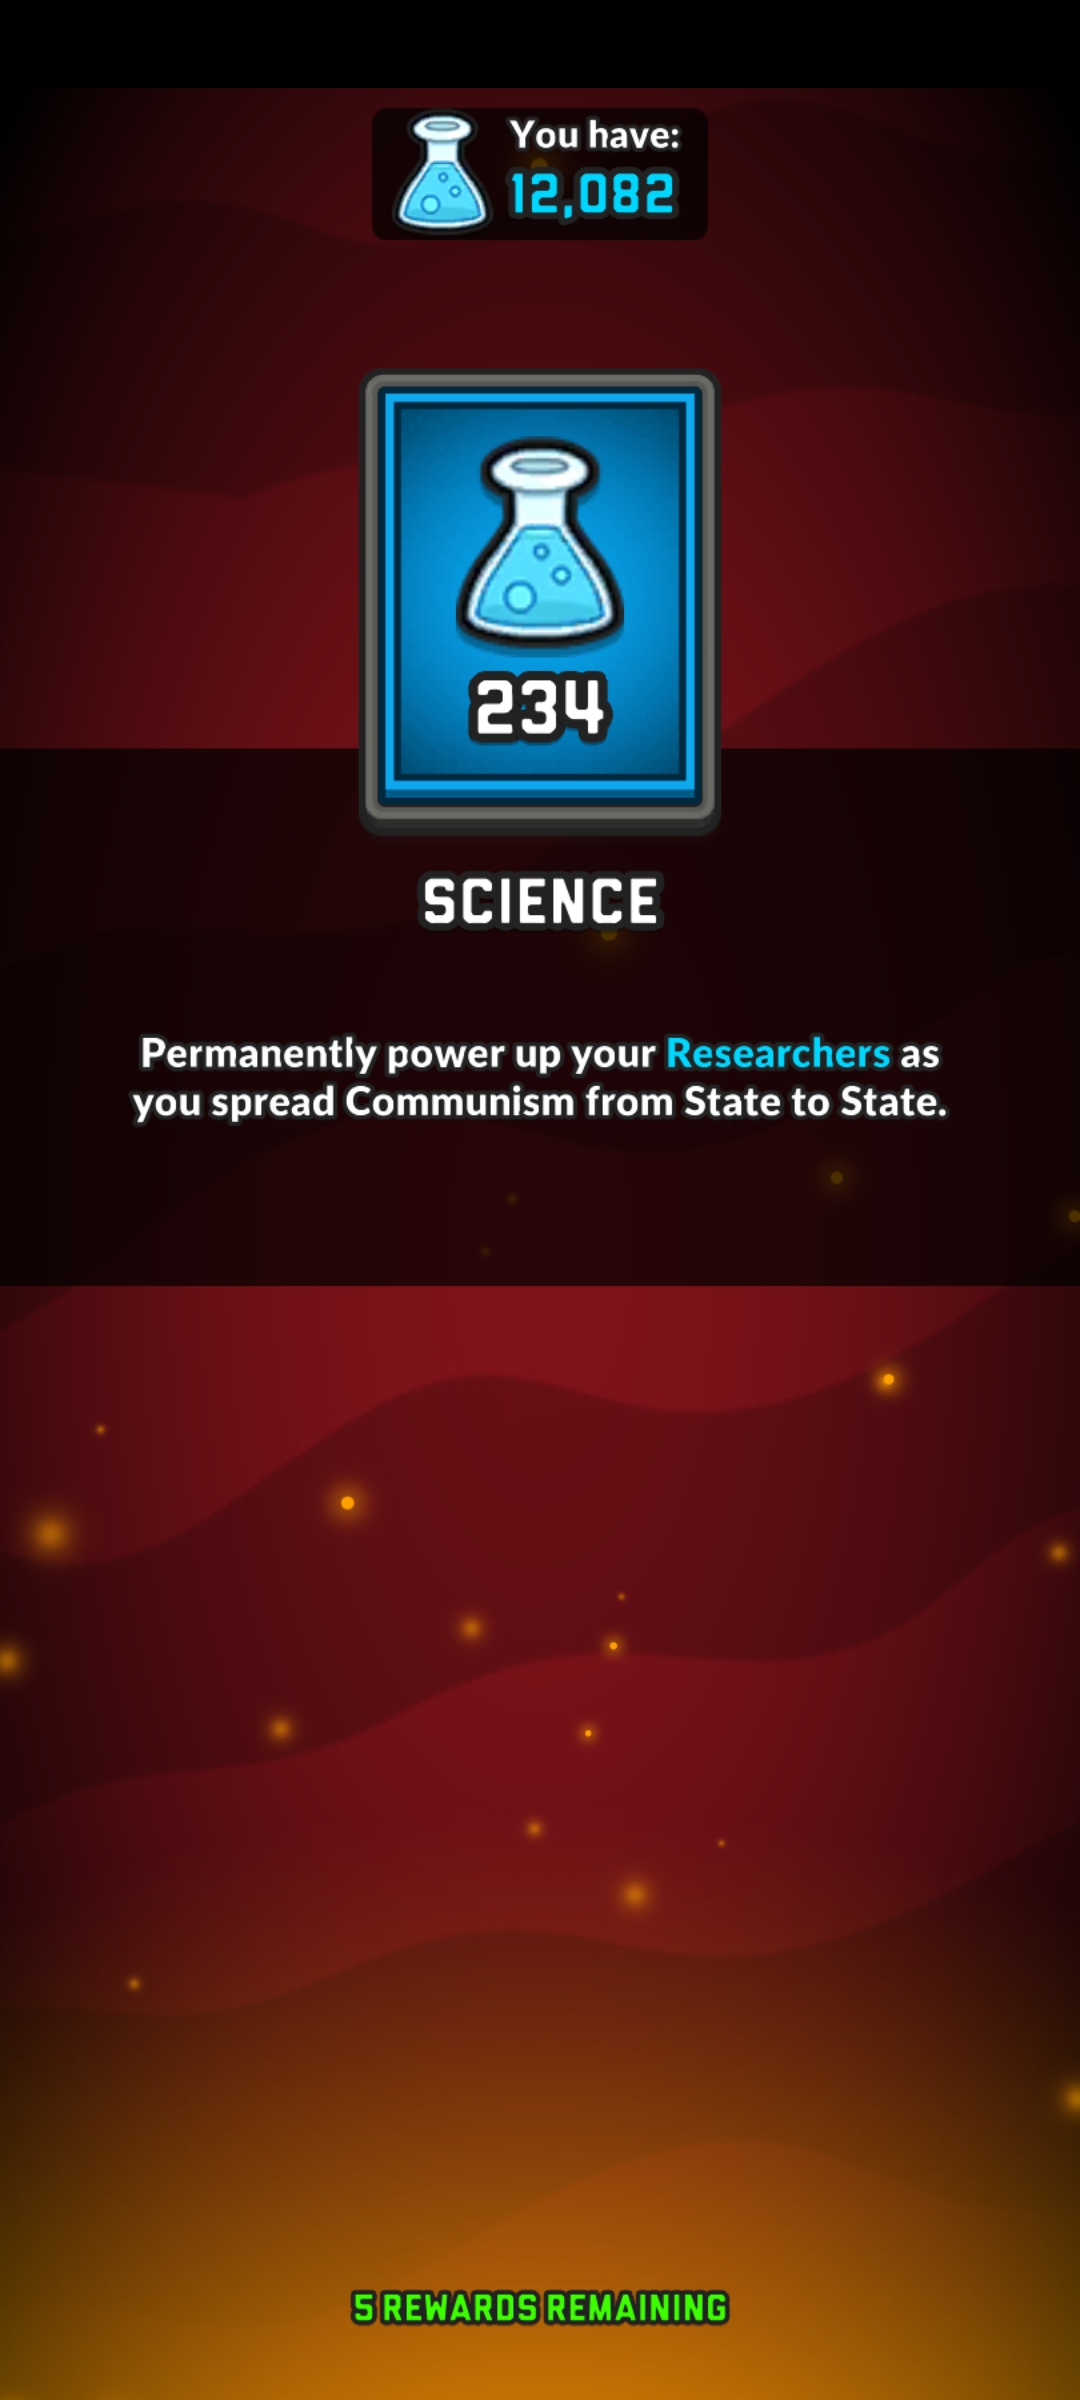 You have:
12,082
234
SCIENCE
Permanently power up your Researchers as
you spread Communism from State to State.
5 REWARDS REMAINING